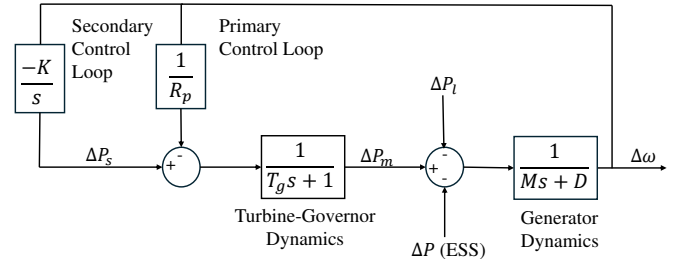 Secondary
Control
Loop
Primary
Control Loop
-K
s
1
R_p
ΔP_l
ΔP_s
+
-
1
T_g s + 1
ΔP_m
-
+
-
1
Ms + D
Δω
Turbine-Governor
Dynamics
Generator
Dynamics
ΔP (ESS)